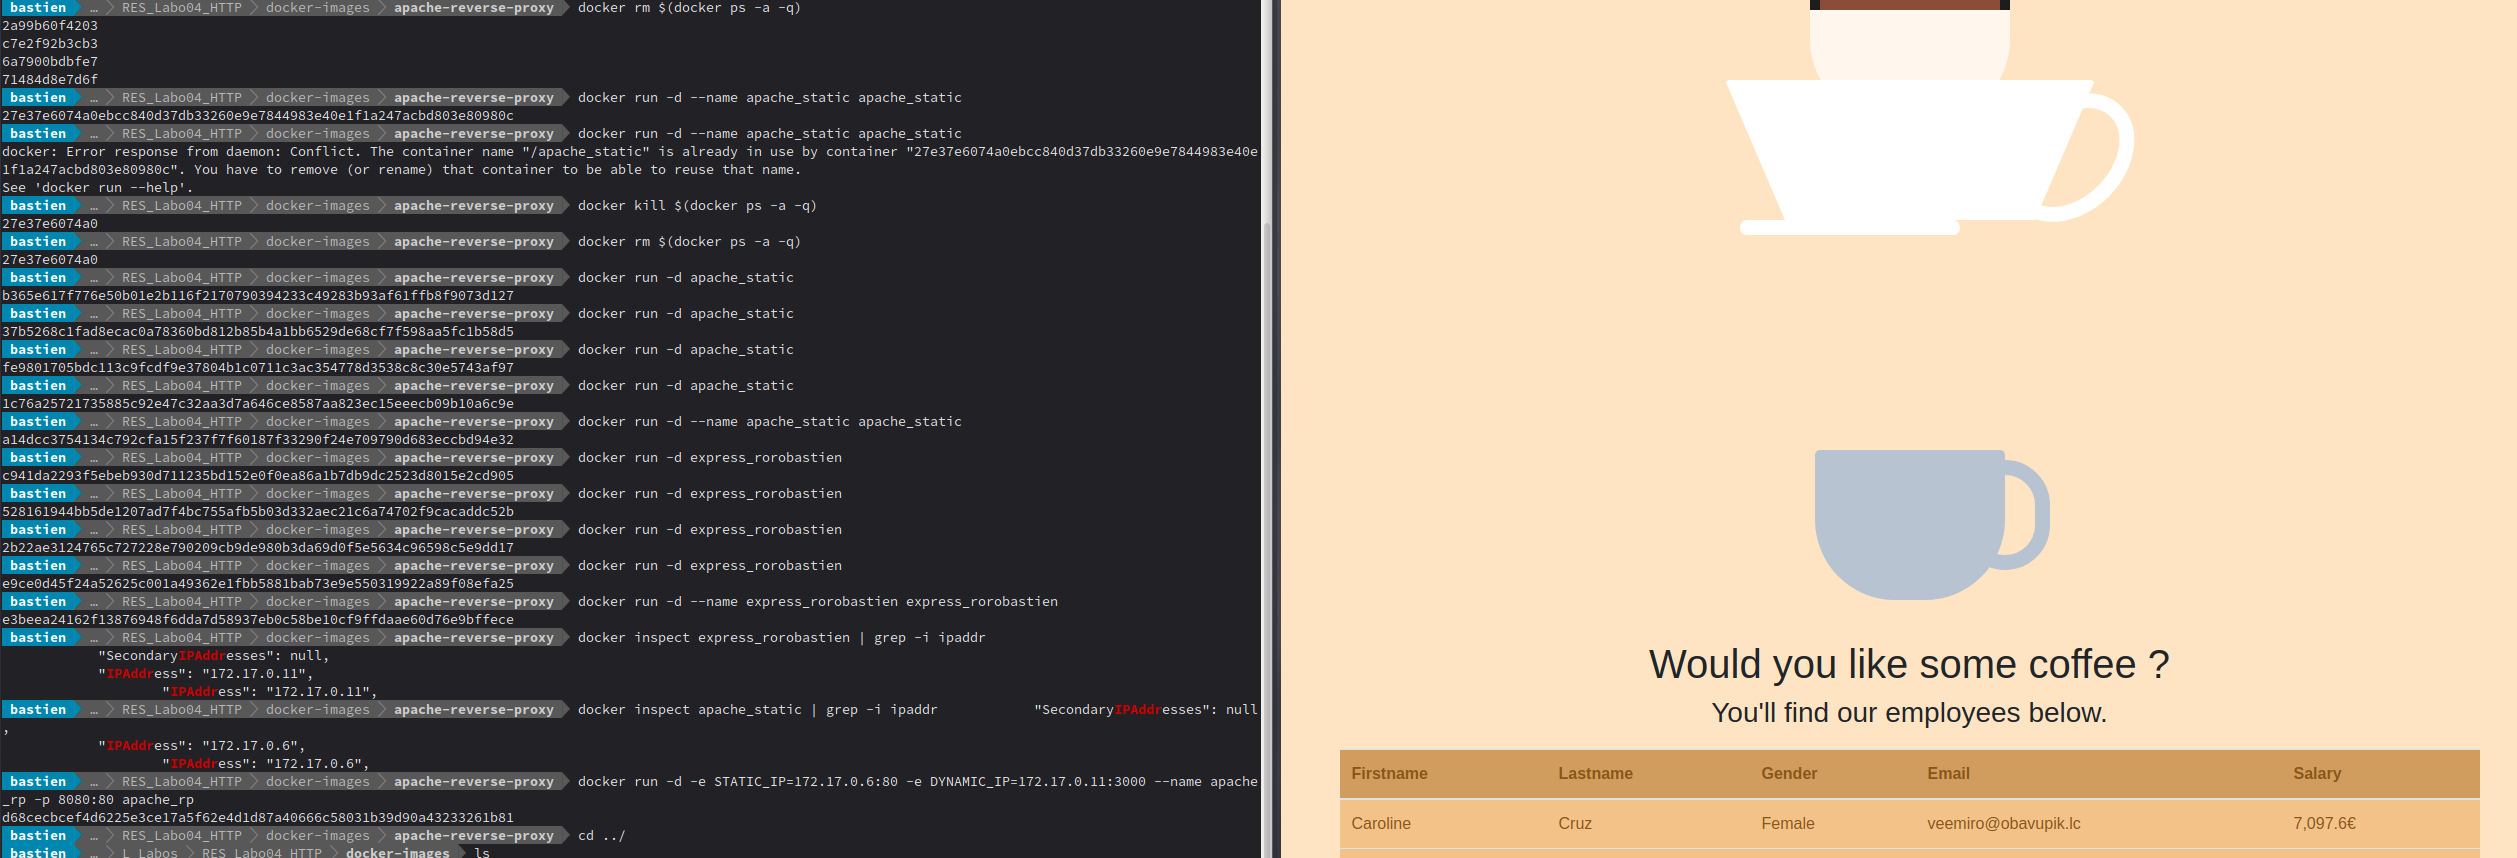 bastien … RES_Labo04_HTTP docker-images apache-reverse-proxy docker rm $(docker ps -a -q)
2a99b60f4203
c7e2f92b3cb3
6a7900bdbfe7
71484d8e7d6f
bastien … RES_Labo04_HTTP docker-images apache-reverse-proxy docker run -d --name apache_static apache_static
27e37e6074a0ebcc840d37db33260e9e7844983e40e1f1a247acbd803e80980c
bastien … RES_Labo04_HTTP docker-images apache-reverse-proxy docker run -d --name apache_static apache_static
docker: Error response from daemon: Conflict. The container name "/apache_static" is already in use by container "27e37e6074a0ebcc840d37db33260e9e7844983e40e
1f1a247acbd803e80980c". You have to remove (or rename) that container to be able to reuse that name.
See 'docker run --help'.
bastien … RES_Labo04_HTTP docker-images apache-reverse-proxy docker kill $(docker ps -a -q)
27e37e6074a0
bastien … RES_Labo04_HTTP docker-images apache-reverse-proxy docker rm $(docker ps -a -q)
27e37e6074a0
bastien … RES_Labo04_HTTP docker-images apache-reverse-proxy docker run -d apache_static
b365e617f776e50b01e2b116f2170790394233c49283b93af61ffb8f9073d127
bastien … RES_Labo04_HTTP docker-images apache-reverse-proxy docker run -d apache_static
37b5268c1fad8ecac0a78360bd812b85b4a1bb6529de68cf7f598aa5fc1b58d5
bastien … RES_Labo04_HTTP docker-images apache-reverse-proxy docker run -d apache_static
fe9801705bdc113c9fcdf9e37804b1c0711c3ac354778d3538c8c30e5743af97
bastien … RES_Labo04_HTTP docker-images apache-reverse-proxy docker run -d apache_static
1c76a25721735885c92e47c32aa3d7a646ce8587aa823ec15eeecb09b10a6c9e
bastien … RES_Labo04_HTTP docker-images apache-reverse-proxy docker run -d --name apache_static apache_static
a14dcc3754134c792cfa15f237f7f60187f33290f24e709790d683eccbd94e32
bastien … RES_Labo04_HTTP docker-images apache-reverse-proxy docker run -d express_rorobastien
c941da2293f5ebeb930d711235bd152e0f0ea86a1b7db9dc2523d8015e2cd905
bastien … RES_Labo04_HTTP docker-images apache-reverse-proxy docker run -d express_rorobastien
528161944bb5de1207ad7f4bc755afb5b03d332aec21c6a74702f9cacaddc52b
bastien … RES_Labo04_HTTP docker-images apache-reverse-proxy docker run -d express_rorobastien
2b22ae3124765c727228e790209cb9de980b3da69d0f5e5634c96598c5e9dd17
bastien … RES_Labo04_HTTP docker-images apache-reverse-proxy docker run -d express_rorobastien
e9ce0d45f24a52625c001a49362e1fbb5881bab73e9e550319922a89f08efa25
bastien … RES_Labo04_HTTP docker-images apache-reverse-proxy docker run -d --name express_rorobastien express_rorobastien
e3beea24162f13876948f6dda7d58937eb0c58be10cf9ffdaae60d76e9bffece
bastien … RES_Labo04_HTTP docker-images apache-reverse-proxy docker inspect express_rorobastien | grep -i ipaddr
"SecondaryIPAddresses": null,
"IPAddress": "172.17.0.11",
"IPAddress": "172.17.0.11",
bastien … RES_Labo04_HTTP docker-images apache-reverse-proxy docker inspect apache_static | grep -i ipaddr "SecondaryIPAddresses": null
,
"IPAddress": "172.17.0.6",
"IPAddress": "172.17.0.6",
bastien … RES_Labo04_HTTP docker-images apache-reverse-proxy docker run -d -e STATIC_IP=172.17.0.6:80 -e DYNAMIC_IP=172.17.0.11:3000 --name apache
_rp -p 8080:80 apache_rp
d68cecbcef4d6225e3ce17a5f62e4d1d87a40666c58031b39d90a43233261b81
bastien … RES_Labo04_HTTP docker-images apache-reverse-proxy cd ../
bastien … L_Labos RES_Labo04_HTTP docker-images ls
Would you like some coffee ?
You'll find our employees below.
Firstname Lastname Gender Email Salary
Caroline Cruz Female veemiro@obavupik.lc 7,097.6€